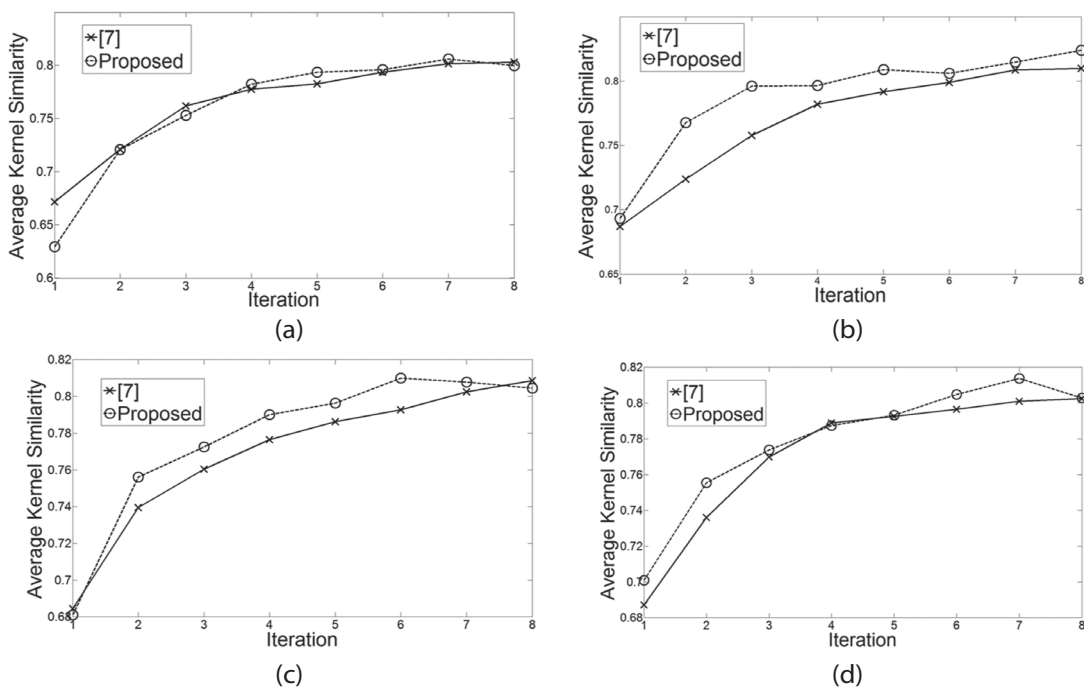 [7]
Proposed
Average Kernel Similarity
0.8
0.75
0.7
0.65
0.6
1 2 3 4 5 6 7 8
Iteration
(a)
[7]
Proposed
Average Kernel Similarity
0.8
0.75
0.7
0.65
1 2 3 4 5 6 7 8
Iteration
(b)
[7]
Proposed
Average Kernel Similarity
0.82
0.8
0.78
0.76
0.74
0.72
0.7
0.68
1 2 3 4 5 6 7 8
Iteration
(c)
[7]
Proposed
Average Kernel Similarity
0.82
0.8
0.78
0.76
0.74
0.72
0.7
0.68
1 2 3 4 5 6 7 8
Iteration
(d)